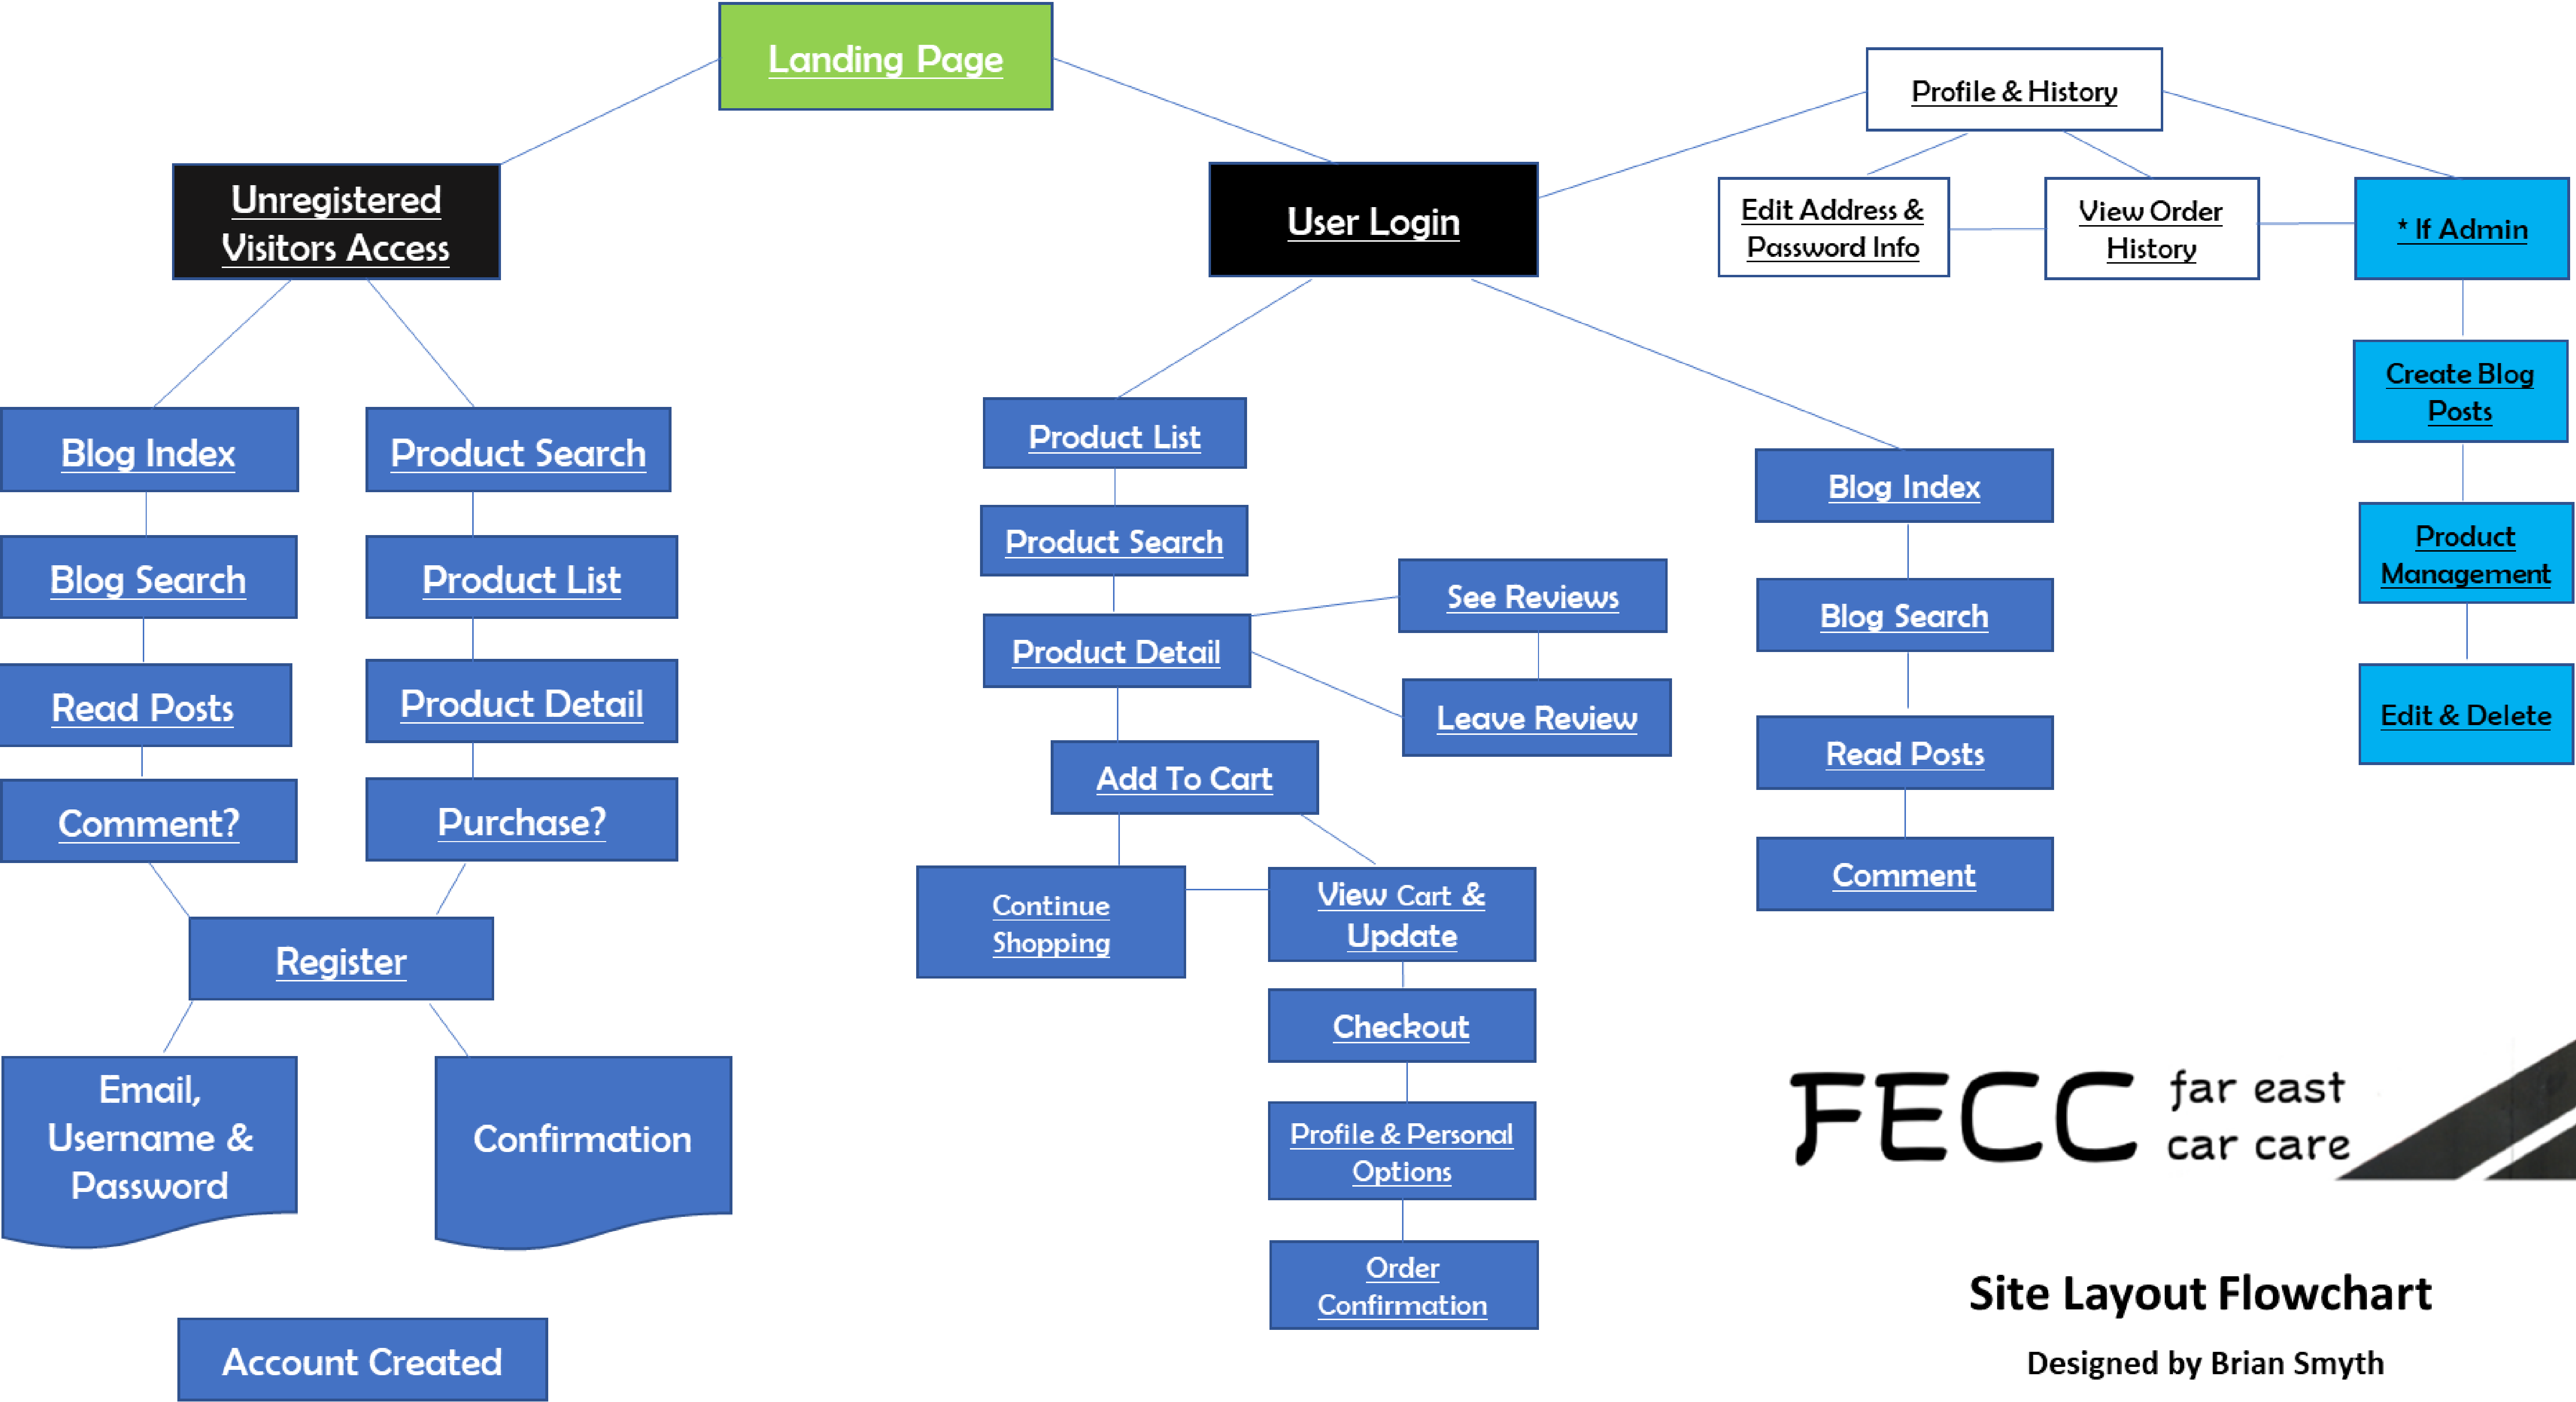 Landing Page
Unregistered
Visitors Access
User Login
Profile & History
Edit Address &
Password Info
View Order
History
* If Admin
Create Blog
Posts
Product
Management
Edit & Delete
Blog Index
Blog Search
Read Posts
Comment?
Product Search
Product List
Product Detail
Purchase?
Register
Email,
Username &
Password
Confirmation
Account Created
Product List
Product Search
Product Detail
See Reviews
Leave Review
Add To Cart
Continue
Shopping
View Cart &
Update
Checkout
Profile & Personal
Options
Order
Confirmation
Blog Index
Blog Search
Read Posts
Comment
FECC
far east
car care
Site Layout Flowchart
Designed by Brian Smyth